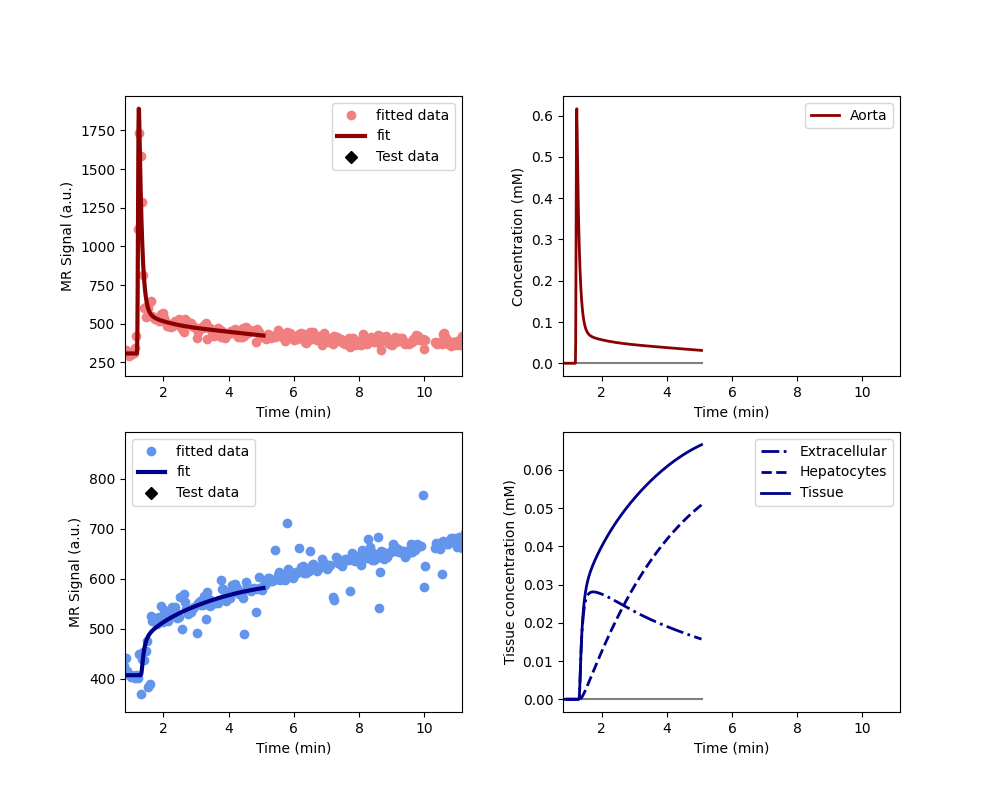 MR Signal (a.u.)
1750
1500
1250
1000
750
500
250
fitted data
fit
Test data
2
4
6
8
10
Time (min)
Concentration (mM)
0.6
0.5
0.4
0.3
0.2
0.1
0.0
Aorta
2
4
6
8
10
Time (min)
MR Signal (a.u.)
800
700
600
500
400
fitted data
fit
Test data
2
4
6
8
10
Time (min)
Tissue concentration (mM)
0.06
0.05
0.04
0.03
0.02
0.01
0.00
Extracellular
Hepatocytes
Tissue
2
4
6
8
10
Time (min)